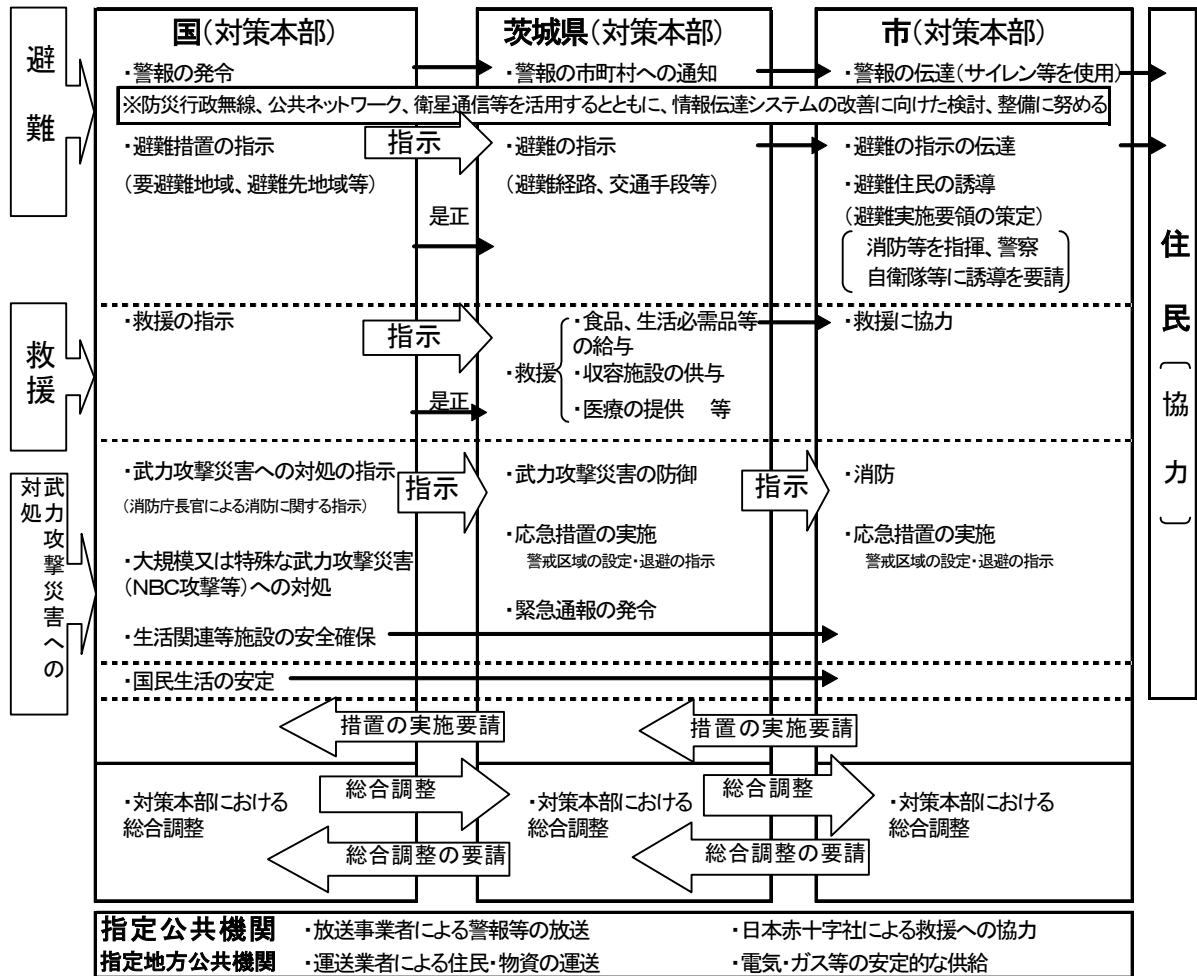 国(対策本部)
茨城県(対策本部)
市(対策本部)
避難
・警報の発令
・警報の市町村への通知
・警報の伝達(サイレン等を使用)
※防災行政無線、公共ネットワーク、衛星通信等を活用するとともに、情報伝達システムの改善に向けた検討、整備に努める
・避難措置の指示
(要避難地域、避難先地域等)
指示
是正
・避難の指示
(避難経路、交通手段等)
・避難の指示の伝達
・避難住民の誘導
(避難実施要領の策定)
消防等を指揮、警察
自衛隊等に誘導を要請
住民(協力)
救援
・救援の指示
指示
是正
・救援
・食品、生活必需品等
の給与
・収容施設の供与
・医療の提供 等
・救援に協力
武力攻撃災害への
対処
・武力攻撃災害への対処の指示
(消防庁長官による消防に関する指示)
指示
・武力攻撃災害の防御
指示
・消防
・大規模又は特殊な武力攻撃災害
(NBC攻撃等)への対処
・応急措置の実施
警戒区域の設定・退避の指示
・応急措置の実施
警戒区域の設定・退避の指示
・緊急通報の発令
・生活関連等施設の安全確保
・国民生活の安定
措置の実施要請
措置の実施要請
・対策本部における
総合調整
総合調整
総合調整の要請
・対策本部における
総合調整
総合調整
総合調整の要請
・対策本部における
総合調整
指定公共機関
指定地方公共機関
・放送事業者による警報等の放送
・日本赤十字社による救援への協力
・運送業者による住民・物資の運送
・電気・ガス等の安定的な供給